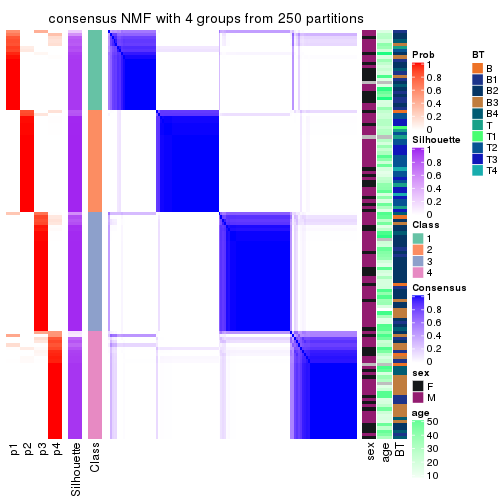 consensus NMF with 4 groups from 250 partitions
p1
p2
p3
p4
Silhouette
Class
sex
age
BT
Prob
1
0.8
0.6
0.4
0.2
0
Silhouette
1
0.8
0.6
0.4
0.2
0
Class
1
2
3
4
Consensus
1
0.8
0.6
0.4
0.2
0
sex
F
M
age
50
40
30
20
10
BT
B
B1
B2
B3
B4
T
T1
T2
T3
T4